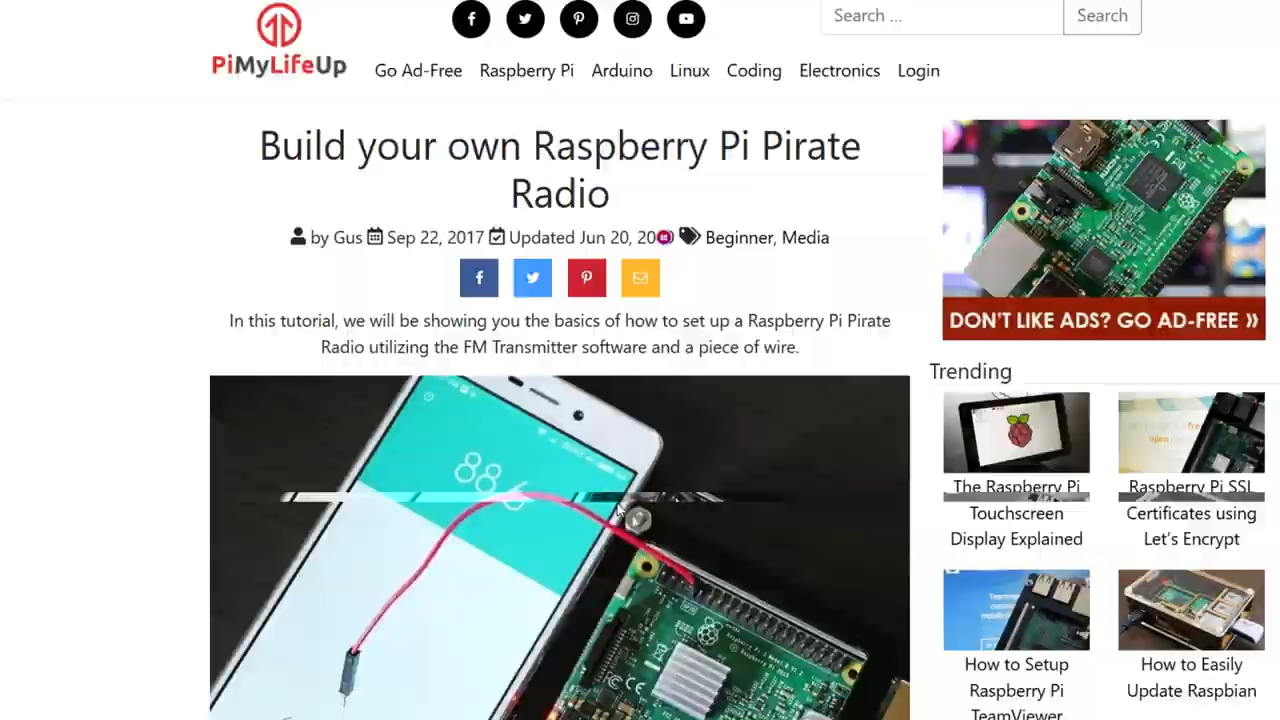 Search ...
Search
PiMyLifeUp
Go Ad-Free Raspberry Pi Arduino Linux Coding Electronics Login
Build your own Raspberry Pi Pirate
Radio
by Gus Sep 22, 2017 Updated Jun 20, Beginner, Media
In this tutorial, we will be showing you the basics of how to set up a Raspberry Pi Pirate
Radio utilizing the FM Transmitter software and a piece of wire.
88.6
DON'T LIKE ADS? GO AD-FREE »
Trending
The Raspberry Pi
Touchscreen
Display Explained
Raspberry Pi SSL
Certificates using
Let's Encrypt
How to Setup
Raspberry Pi
TeamViewer
How to Easily
Update Raspbian